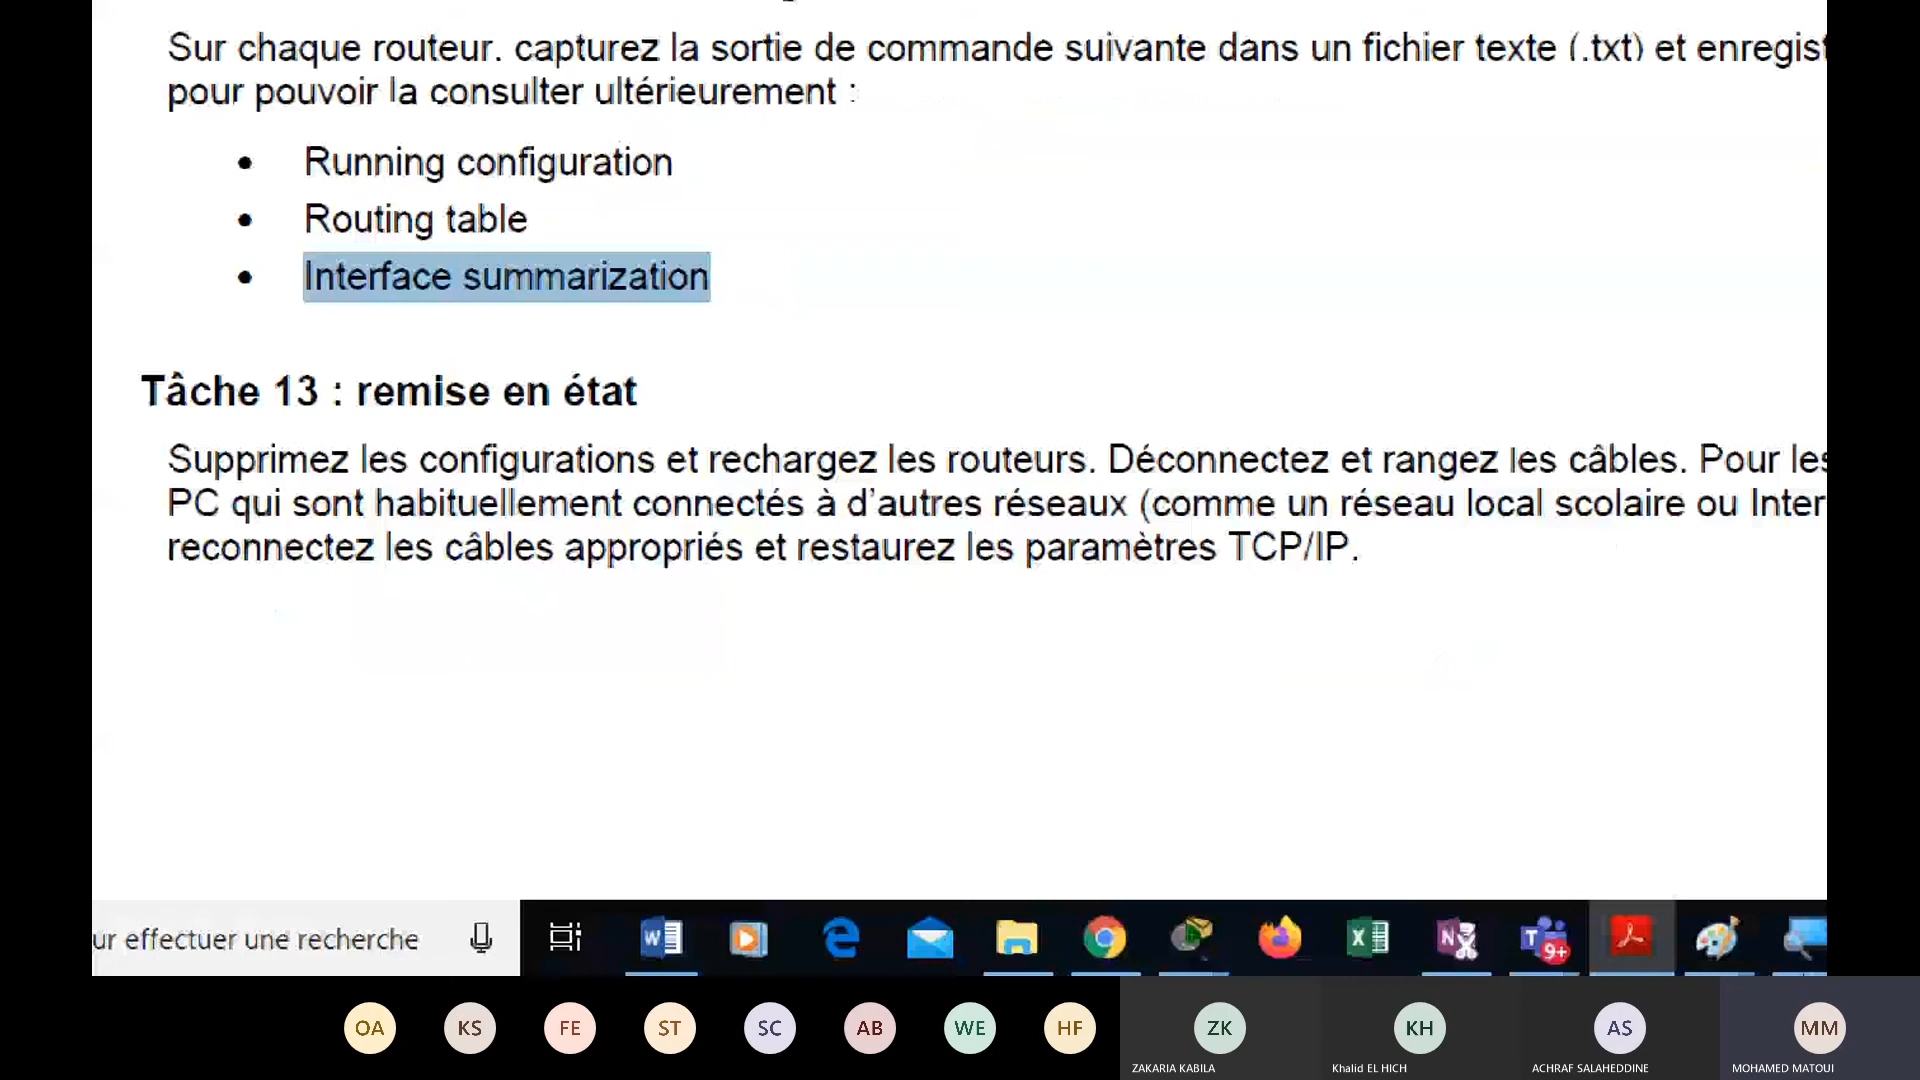 Sur chaque routeur. capturez la sortie de commande suivante dans un fichier texte (.txt) et enregist
pour pouvoir la consulter ultérieurement :
• Running configuration
• Routing table
• Interface summarization
Tâche 13 : remise en état
Supprimez les configurations et rechargez les routeurs. Déconnectez et rangez les câbles. Pour les
PC qui sont habituellement connectés à d'autres réseaux (comme un réseau local scolaire ou Inter
reconnectez les câbles appropriés et restaurez les paramètres TCP/IP.
ur effectuer une recherche
9+
OA KS FE ST SC AB WE HF ZK KH AS MM
ZAKARIA KABILA Khalid EL HICH ACHRAF SALAHEDDINE MOHAMED MATOUI